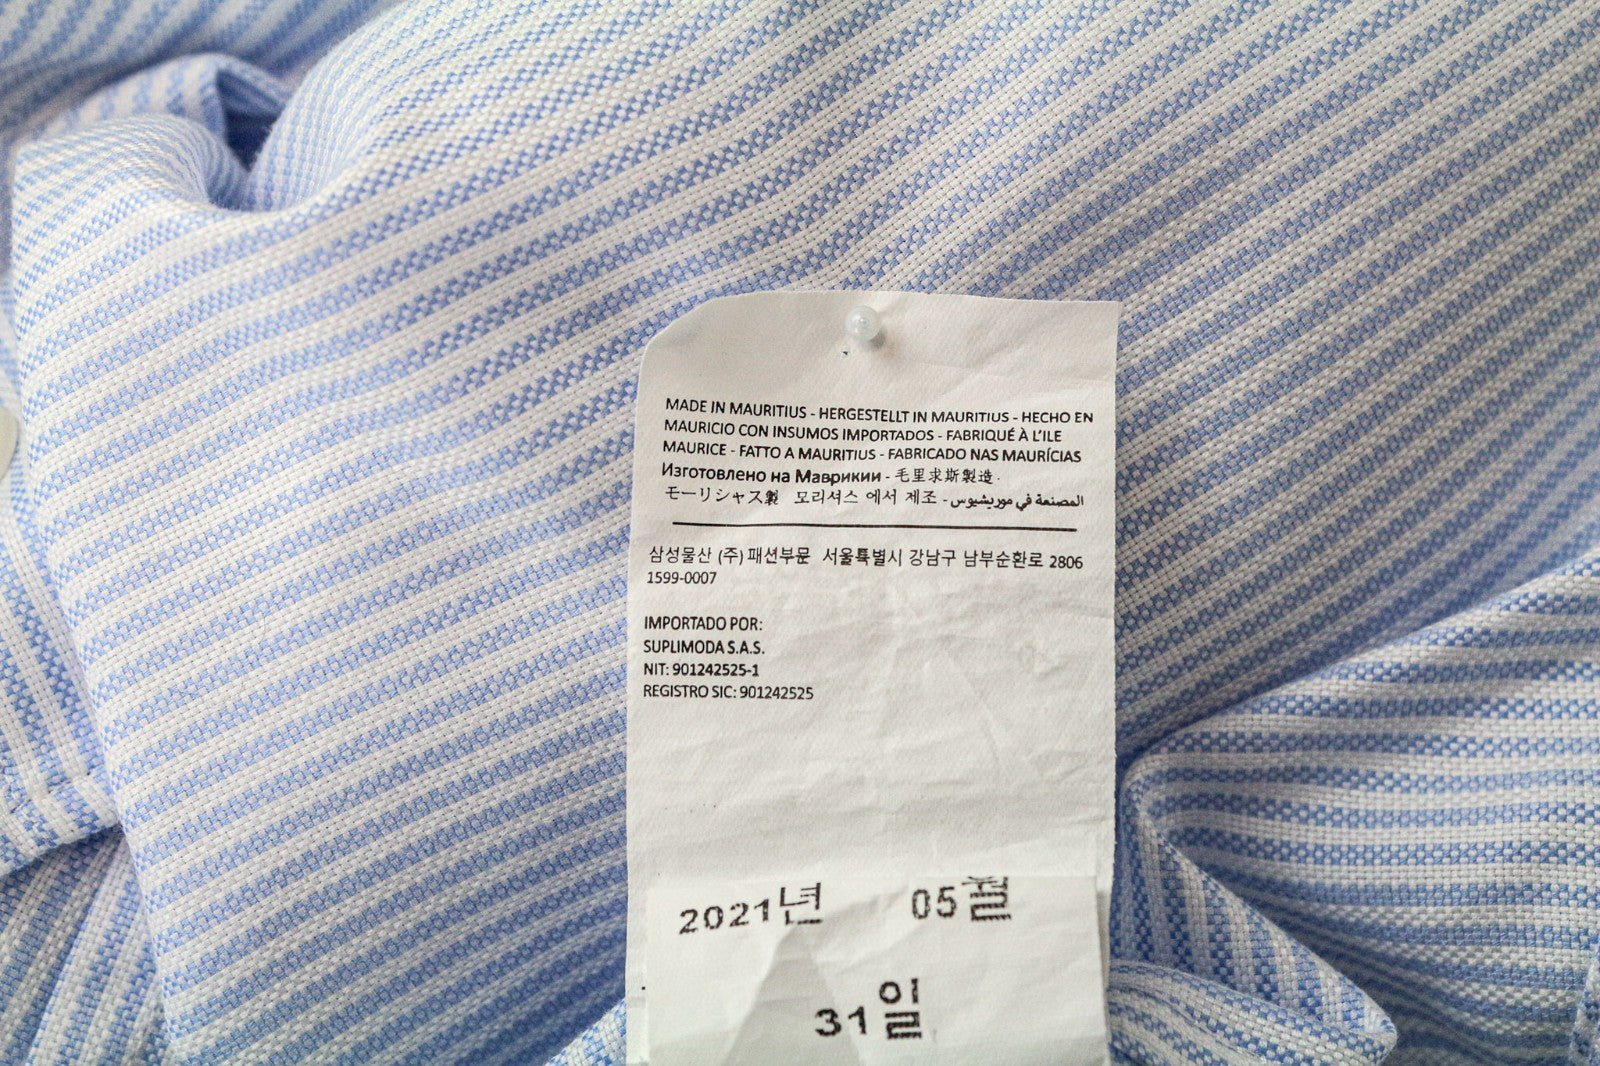 MADE IN MAURITIUS - HERGESTELLT IN MAURITIUS - HECHO EN
MAURICIO CON INSUMOS IMPORTADOS - FABRIQUÉ À L'ILE
MAURICE - FATTO A MAURITIUS - FABRICADO NAS MAURÍCIAS
Изготовлено на Маврикии - 毛里求斯製造 -
モーリシャス製 모리셔스 에서 제조 - المصنعة في موريشيوس
삼성물산 (주) 패션부문 서울특별시 강남구 남부순환로 2806
1599-0007
IMPORTADO POR:
SUPLIMODA S.A.S.
NIT: 901242525-1
REGISTRO SIC: 901242525
2021년 05월
31일